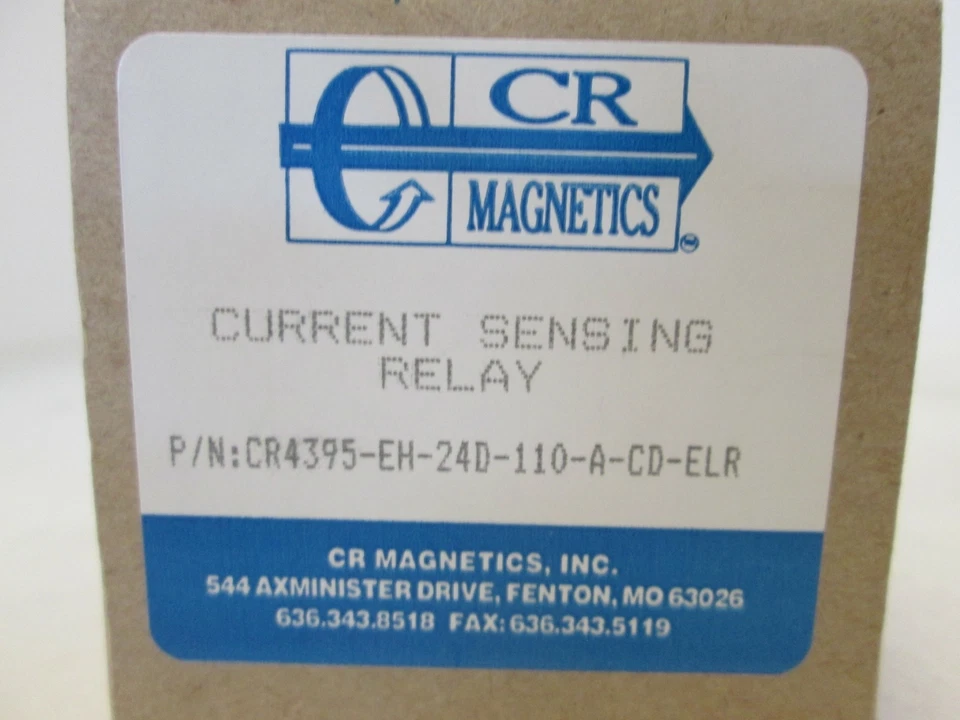 CR
MAGNETICS
CURRENT SENSING
RELAY
P/N:CR4395-EH-24D-110-A-CD-ELR
CR MAGNETICS, INC.
544 AXMINISTER DRIVE, FENTON, MO 63026
636.343.8518 FAX: 636.343.5119